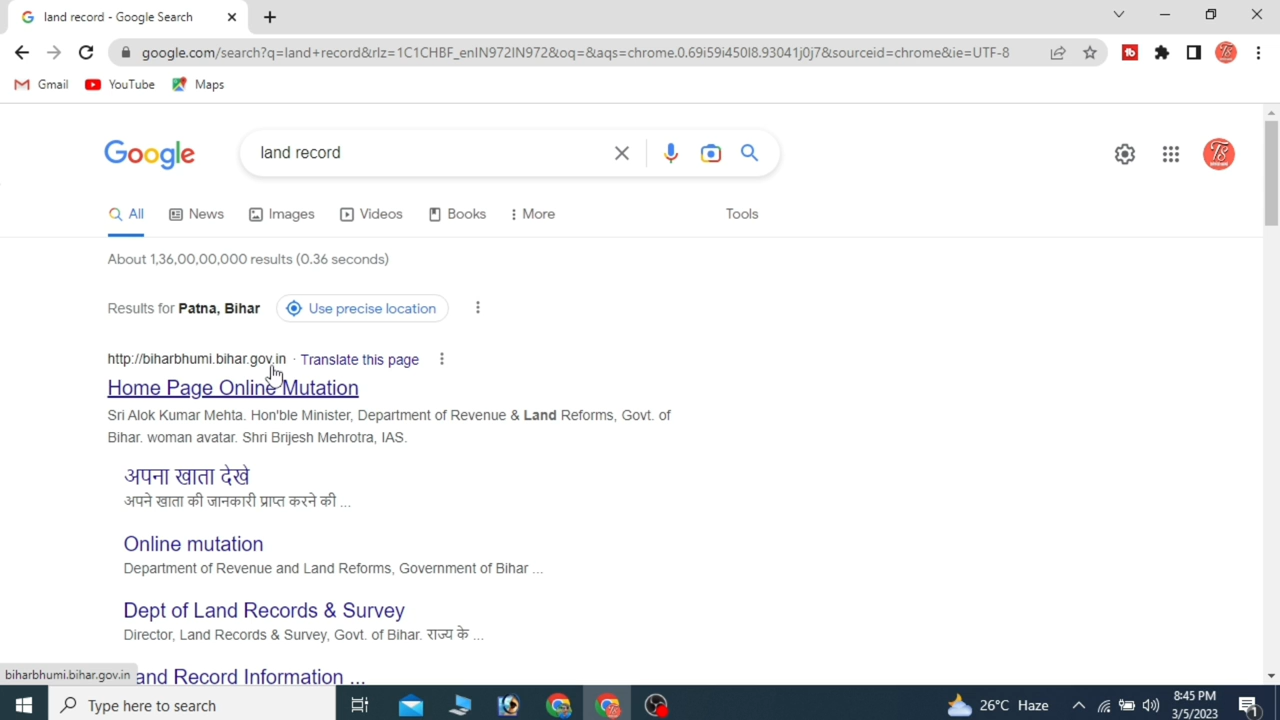 land record - Google Search
google.com/search?q=land+record&rlz=1C1CHBF_enIN972IN972&oq=&aqs=chrome.0.69i59i450l8.93041j0j7&sourceid=chrome&ie=UTF-8
Gmail YouTube Maps
Google land record
All News Images Videos Books More Tools
About 1,36,00,00,000 results (0.36 seconds)
Results for Patna, Bihar Use precise location
http://biharbhumi.bihar.gov.in · Translate this page
Home Page Online Mutation
Sri Alok Kumar Mehta. Hon'ble Minister, Department of Revenue & Land Reforms, Govt. of
Bihar. woman avatar. Shri Brijesh Mehrotra, IAS.
अपना खाता देखे
अपने खाता की जानकारी प्राप्त करने की ...
Online mutation
Department of Revenue and Land Reforms, Government of Bihar ...
Dept of Land Records & Survey
Director, Land Records & Survey, Govt. of Bihar. राज्य के ...
biharbhumi.bihar.gov.in and Record Information ...
Type here to search 26°C Haze 8:45 PM
3/5/2023